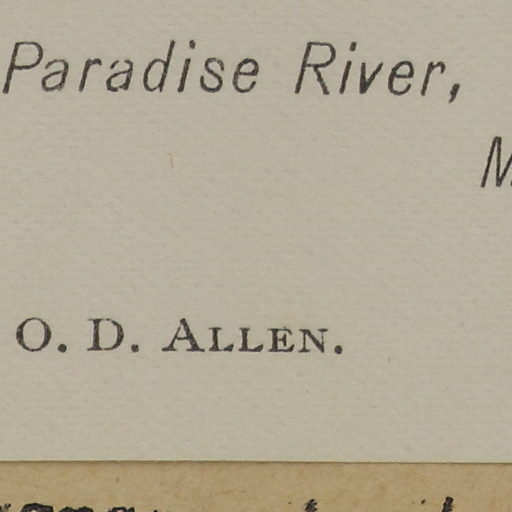 Paradise River,
O. D. ALLEN.